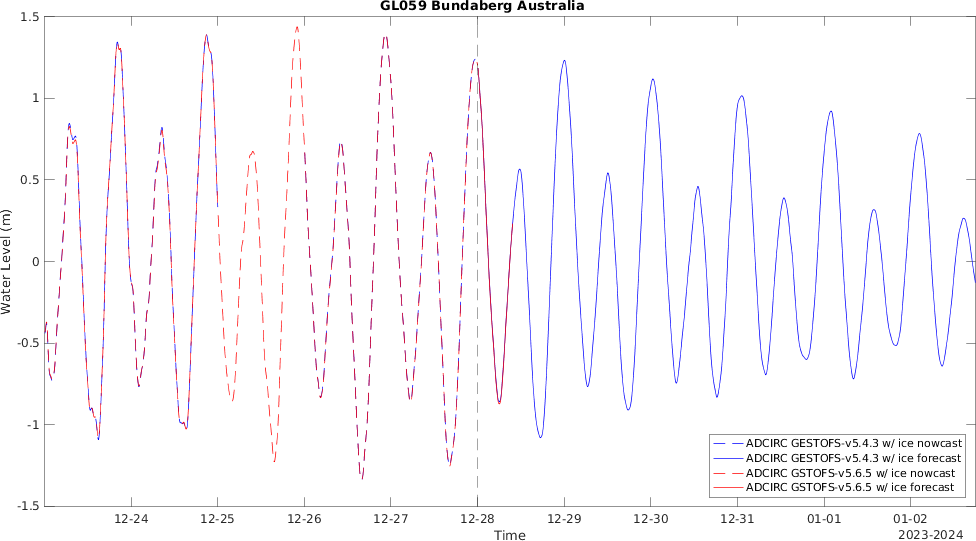 GL059 Bundaberg Australia
1.5
1
0.5
0
-0.5
-1
-1.5
Water Level (m)
12-24 12-25 12-26 12-27 12-28 12-29 12-30 12-31 01-01 01-02
Time
2023-2024
ADCIRC GESTOFS-v5.4.3 w/ ice nowcast
ADCIRC GESTOFS-v5.4.3 w/ ice forecast
ADCIRC GSTOFS-v5.6.5 w/ ice nowcast
ADCIRC GSTOFS-v5.6.5 w/ ice forecast